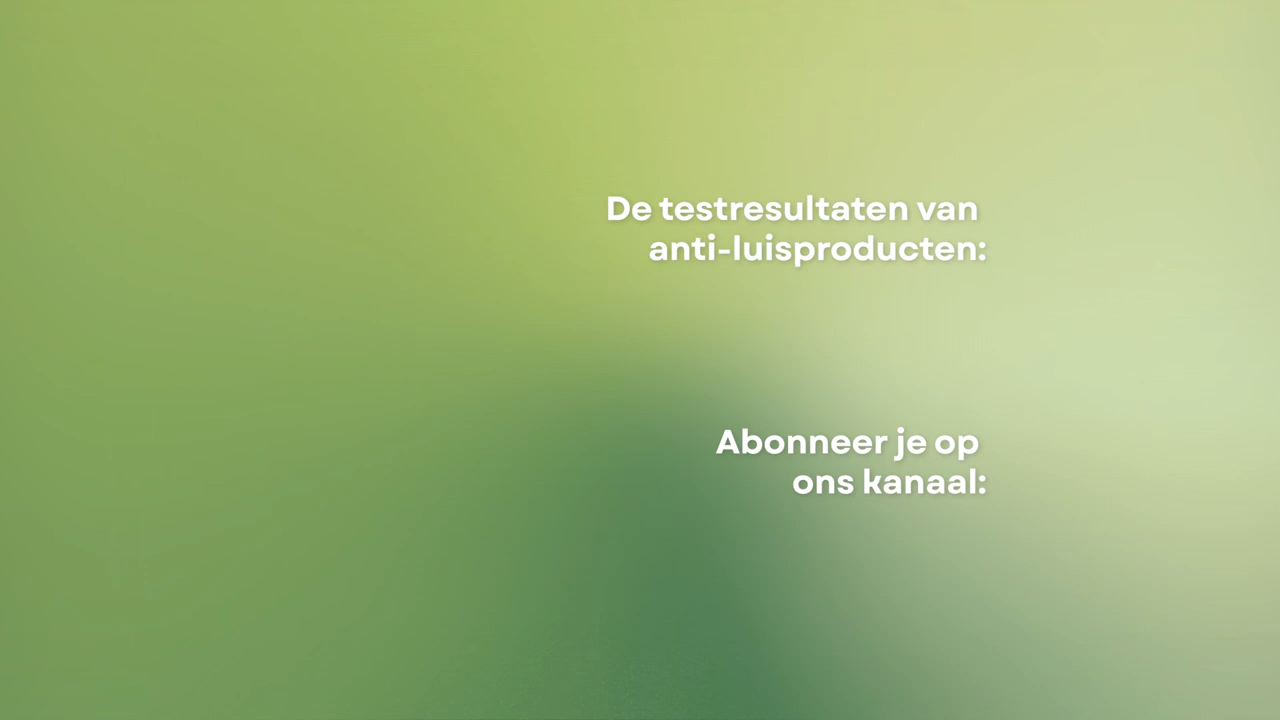 De testresultaten van
anti-luisproducten:
Abonneer je op
ons kanaal: